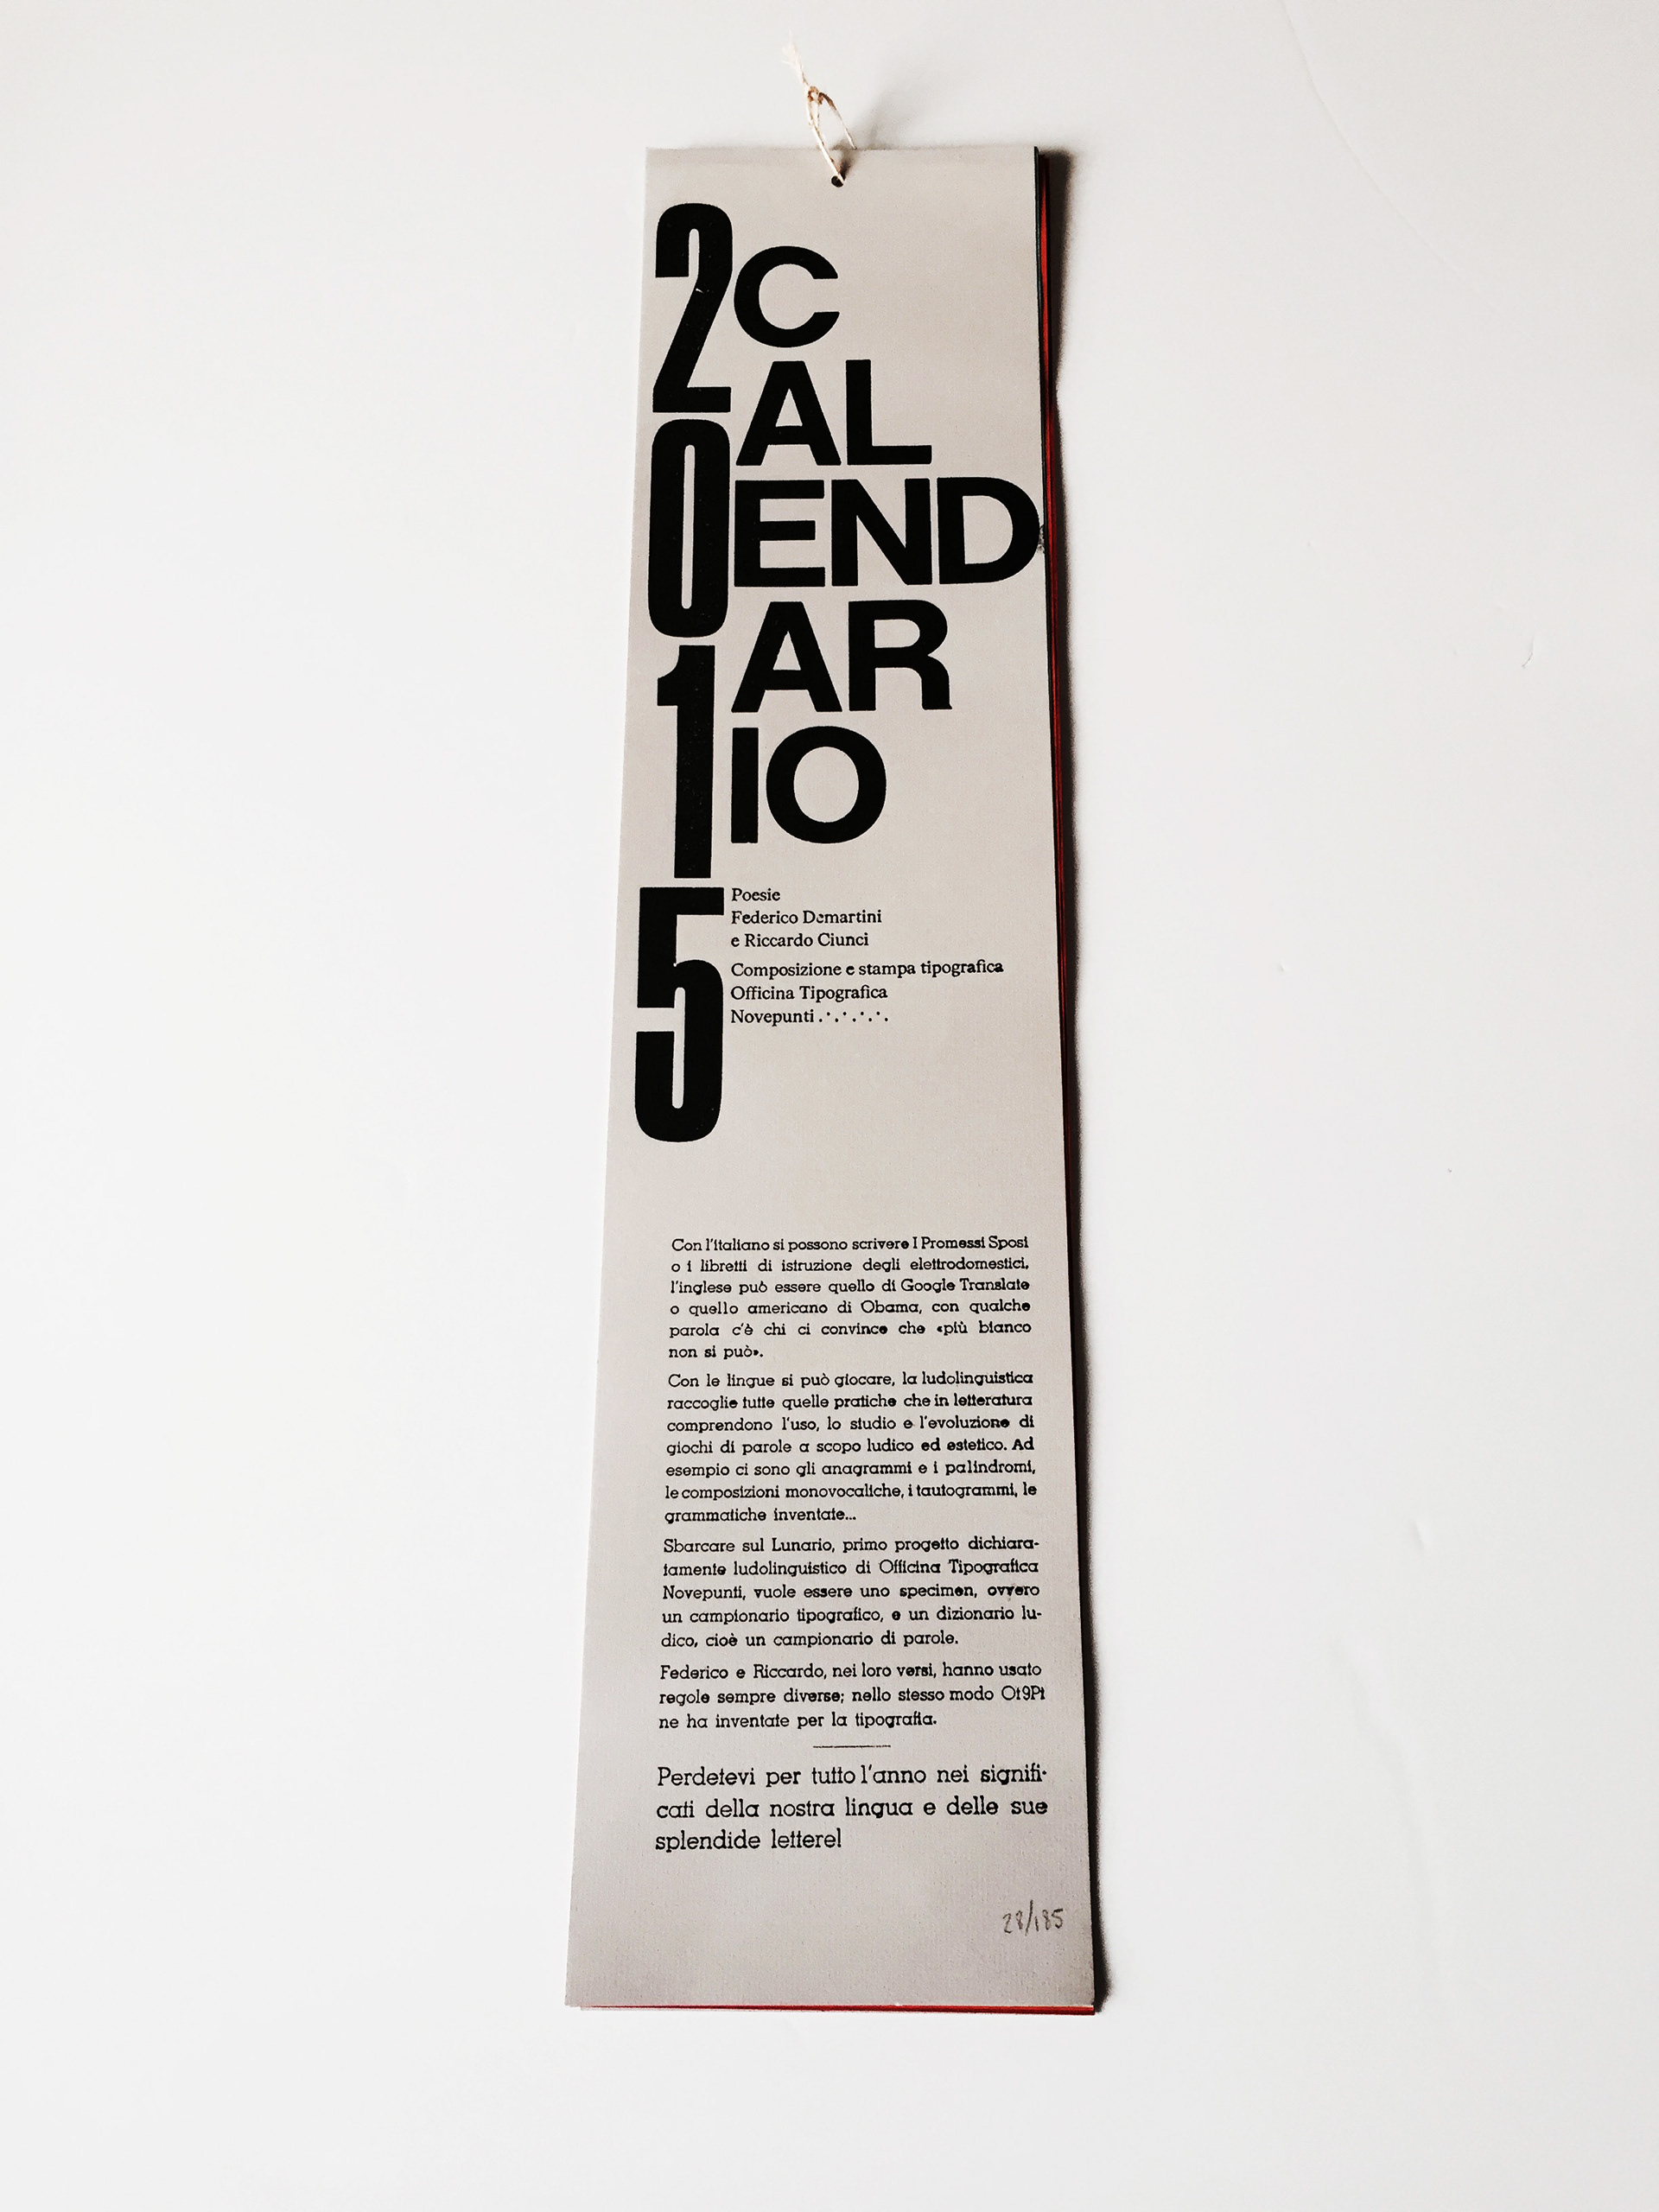 2015
C
AL
END
AR
IO
Poesie
Federico Demartini
e Riccardo Ciunci
Composizione e stampa tipografica
Officina Tipografica
Novepunti .·.·.·.·.
Con l'italiano si possono scrivere I Promessi Sposi
o i libretti di istruzione degli elettrodomestici,
l'inglese può essere quello di Google Translate
o quello americano di Obama, con qualche
parola c'è chi ci convince che «più bianco
non si può».
Con le lingue si può giocare, la ludolinguistica
raccoglie tutte quelle pratiche che in letteratura
comprendono l'uso, lo studio e l'evoluzione di
giochi di parole a scopo ludico ed estetico. Ad
esempio ci sono gli anagrammi e i palindromi,
le composizioni monovocaliche, i tautogrammi, le
grammatiche inventate...
Sbarcare sul Lunario, primo progetto dichiara-
tamente ludolinguistico di Officina Tipografica
Novepunti, vuole essere uno specimen, ovvero
un campionario tipografico, e un dizionario lu-
dico, cioè un campionario di parole.
Federico e Riccardo, nei loro versi, hanno usato
regole sempre diverse; nello stesso modo Ot9Pt
ne ha inventate per la tipografia.
Perdetevi per tutto l'anno nei signifi-
cati della nostra lingua e delle sue
splendide lettere!
28/185